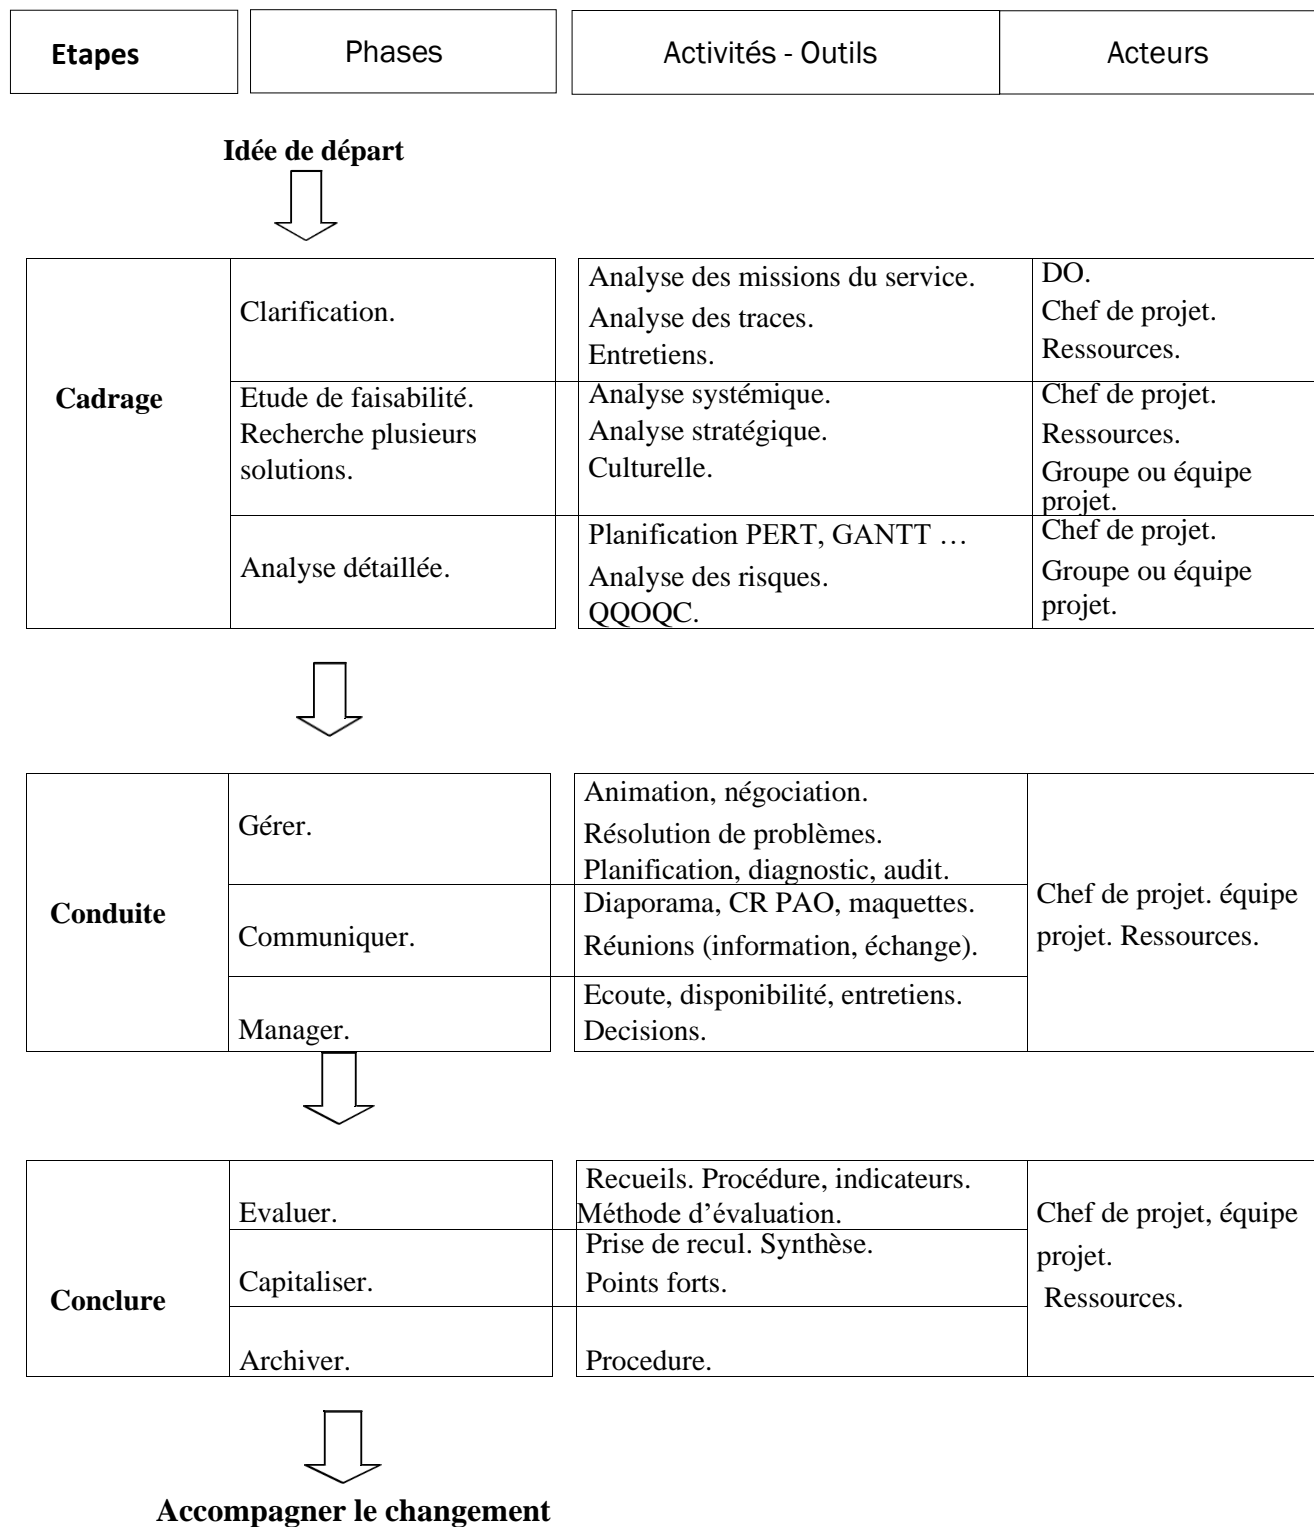 Etapes
Phases
Activités - Outils
Acteurs
Idée de départ
Cadrage
Clarification.
Analyse des missions du service.
Analyse des traces.
Entretiens.
DO.
Chef de projet.
Ressources.
Etude de faisabilité.
Recherche plusieurs
solutions.
Analyse systémique.
Analyse stratégique.
Culturelle.
Chef de projet.
Ressources.
Groupe ou équipe
projet.
Analyse détaillée.
Planification PERT, GANTT …
Analyse des risques.
QQOQC.
Chef de projet.
Groupe ou équipe
projet.
Conduite
Gérer.
Animation, négociation.
Résolution de problèmes.
Planification, diagnostic, audit.
Communiquer.
Diaporama, CR PAO, maquettes.
Réunions (information, échange).
Manager.
Ecoute, disponibilité, entretiens.
Decisions.
Chef de projet. équipe
projet. Ressources.
Conclure
Evaluer.
Recueils. Procédure, indicateurs.
Méthode d’évaluation.
Capitaliser.
Prise de recul. Synthèse.
Points forts.
Archiver.
Procedure.
Chef de projet, équipe
projet.
Ressources.
Accompagner le changement